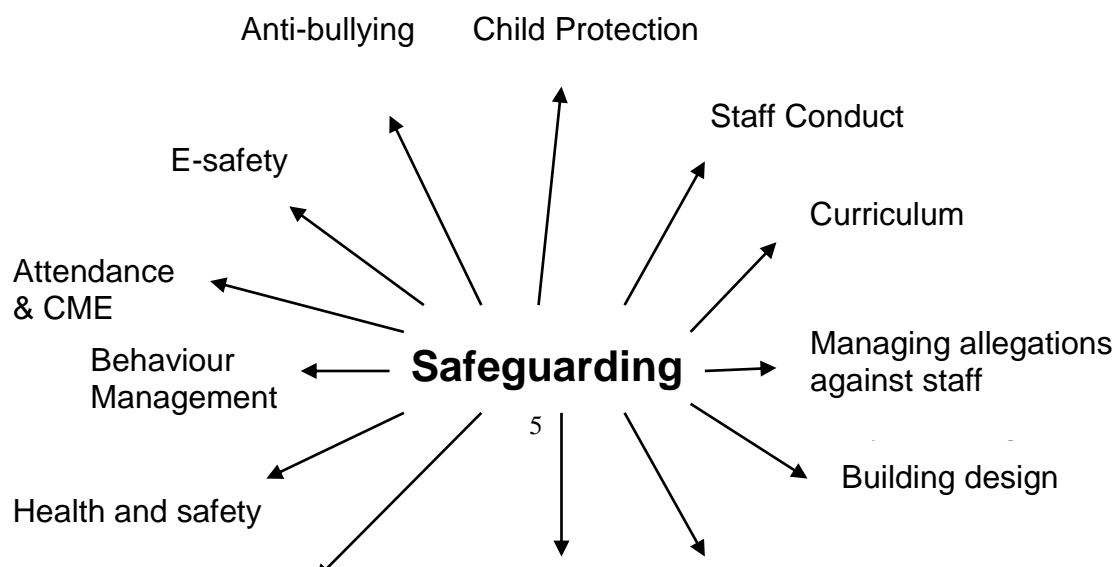 Anti-bullying Child Protection
Staff Conduct
E-safety
Curriculum
Attendance
& CME
Managing allegations
against staff
Behaviour
Management
Safeguarding
5
Building design
Health and safety